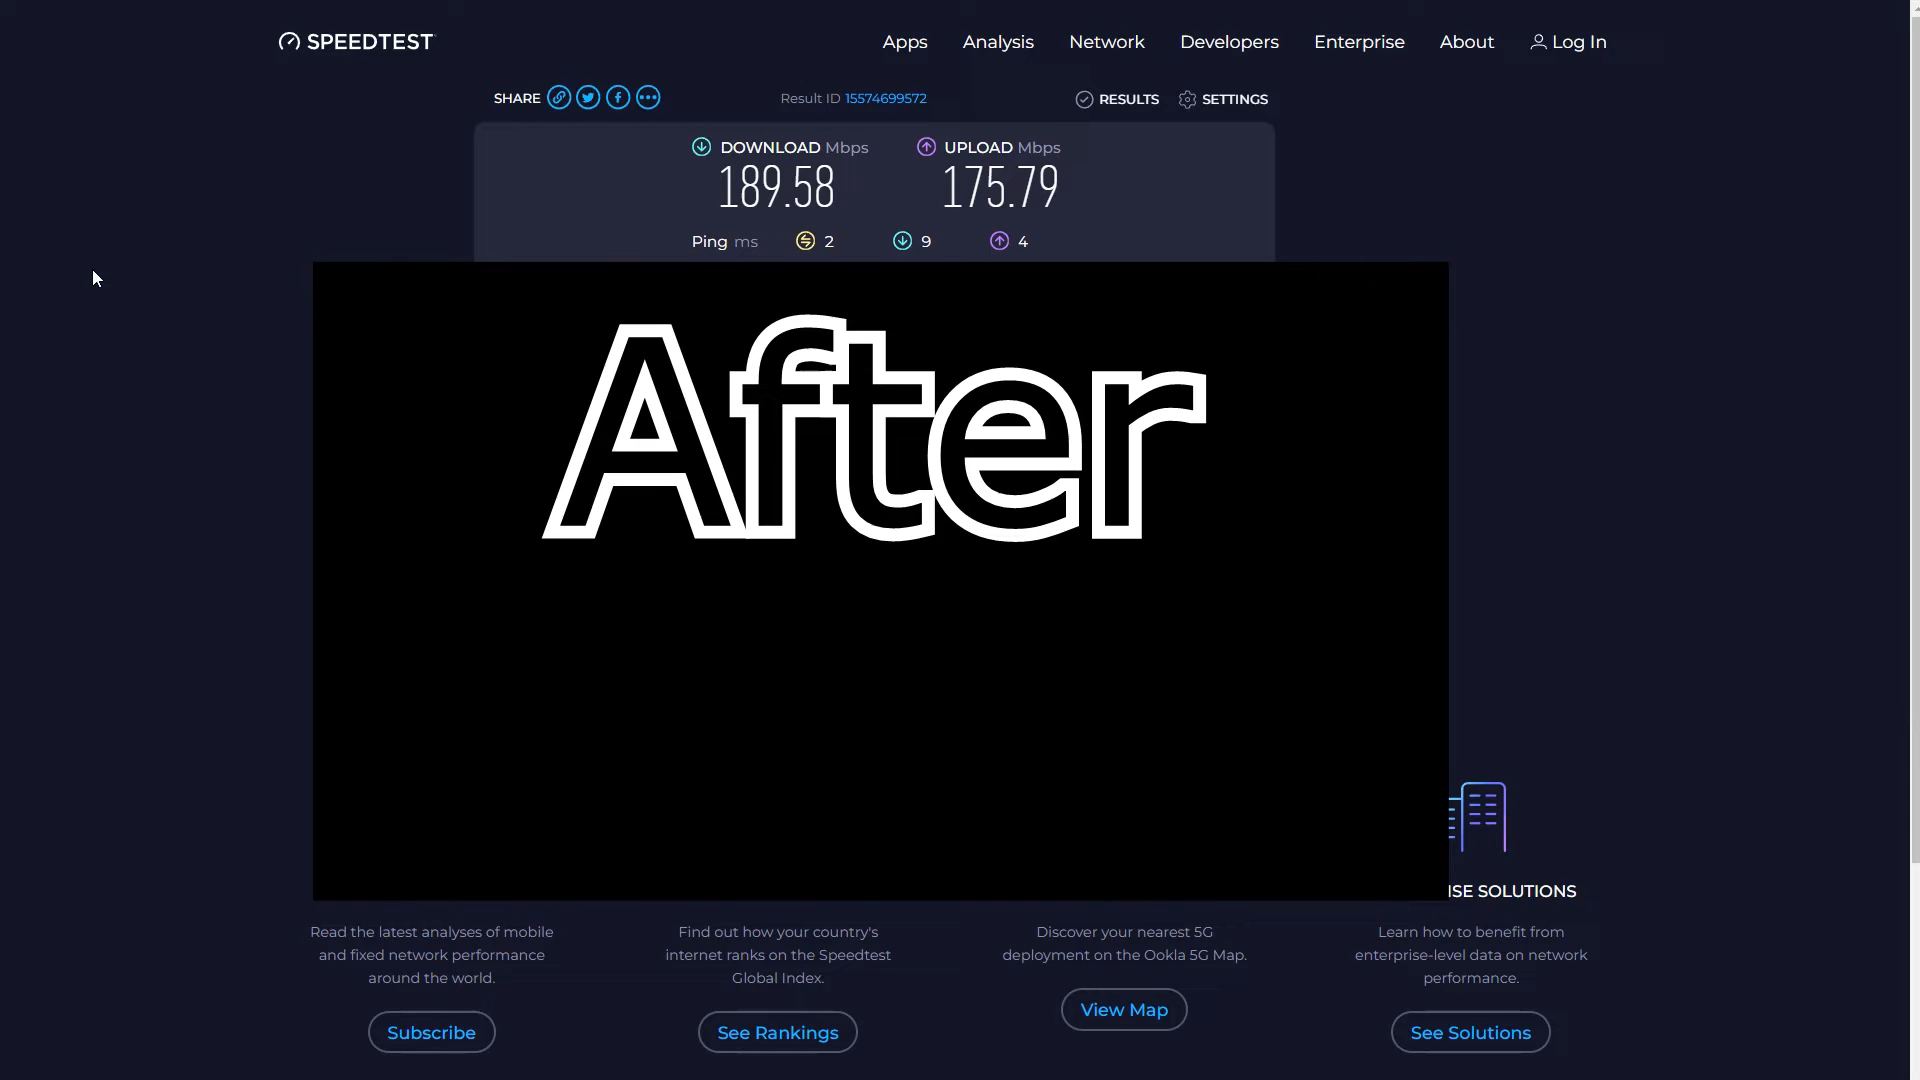 SPEEDTEST
Apps Analysis Network Developers Enterprise About Log In
SHARE Result ID 15574699572 RESULTS SETTINGS
DOWNLOAD Mbps UPLOAD Mbps
189.58 175.79
Ping ms 2 9 4
After
ISE SOLUTIONS
Read the latest analyses of mobile
and fixed network performance
around the world.
Subscribe
Find out how your country's
internet ranks on the Speedtest
Global Index.
See Rankings
Discover your nearest 5G
deployment on the Ookla 5G Map.
View Map
Learn how to benefit from
enterprise-level data on network
performance.
See Solutions